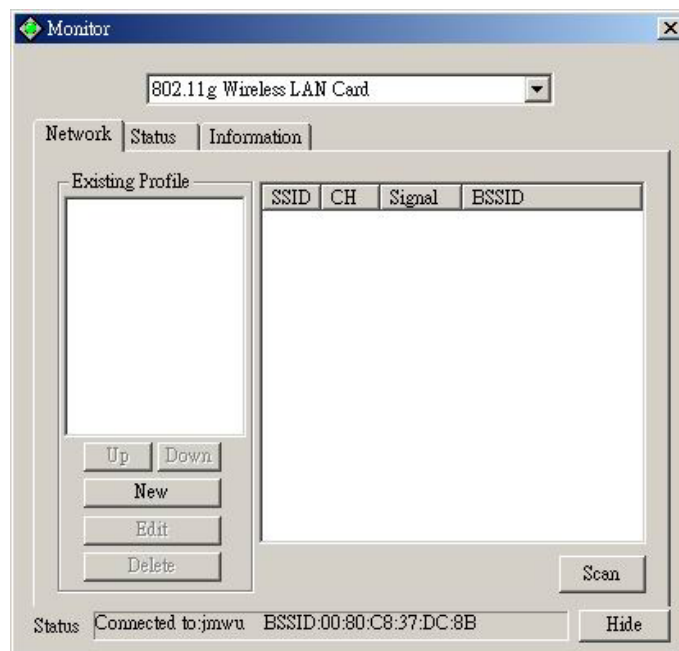 Monitor
802.11g Wireless LAN Card
Network Status Information
Existing Profile
SSID CH Signal BSSID
Up Down
New
Edit
Delete
Scan
Status Connected to:jmwu BSSID:00:80:C8:37:DC:8B
Hide